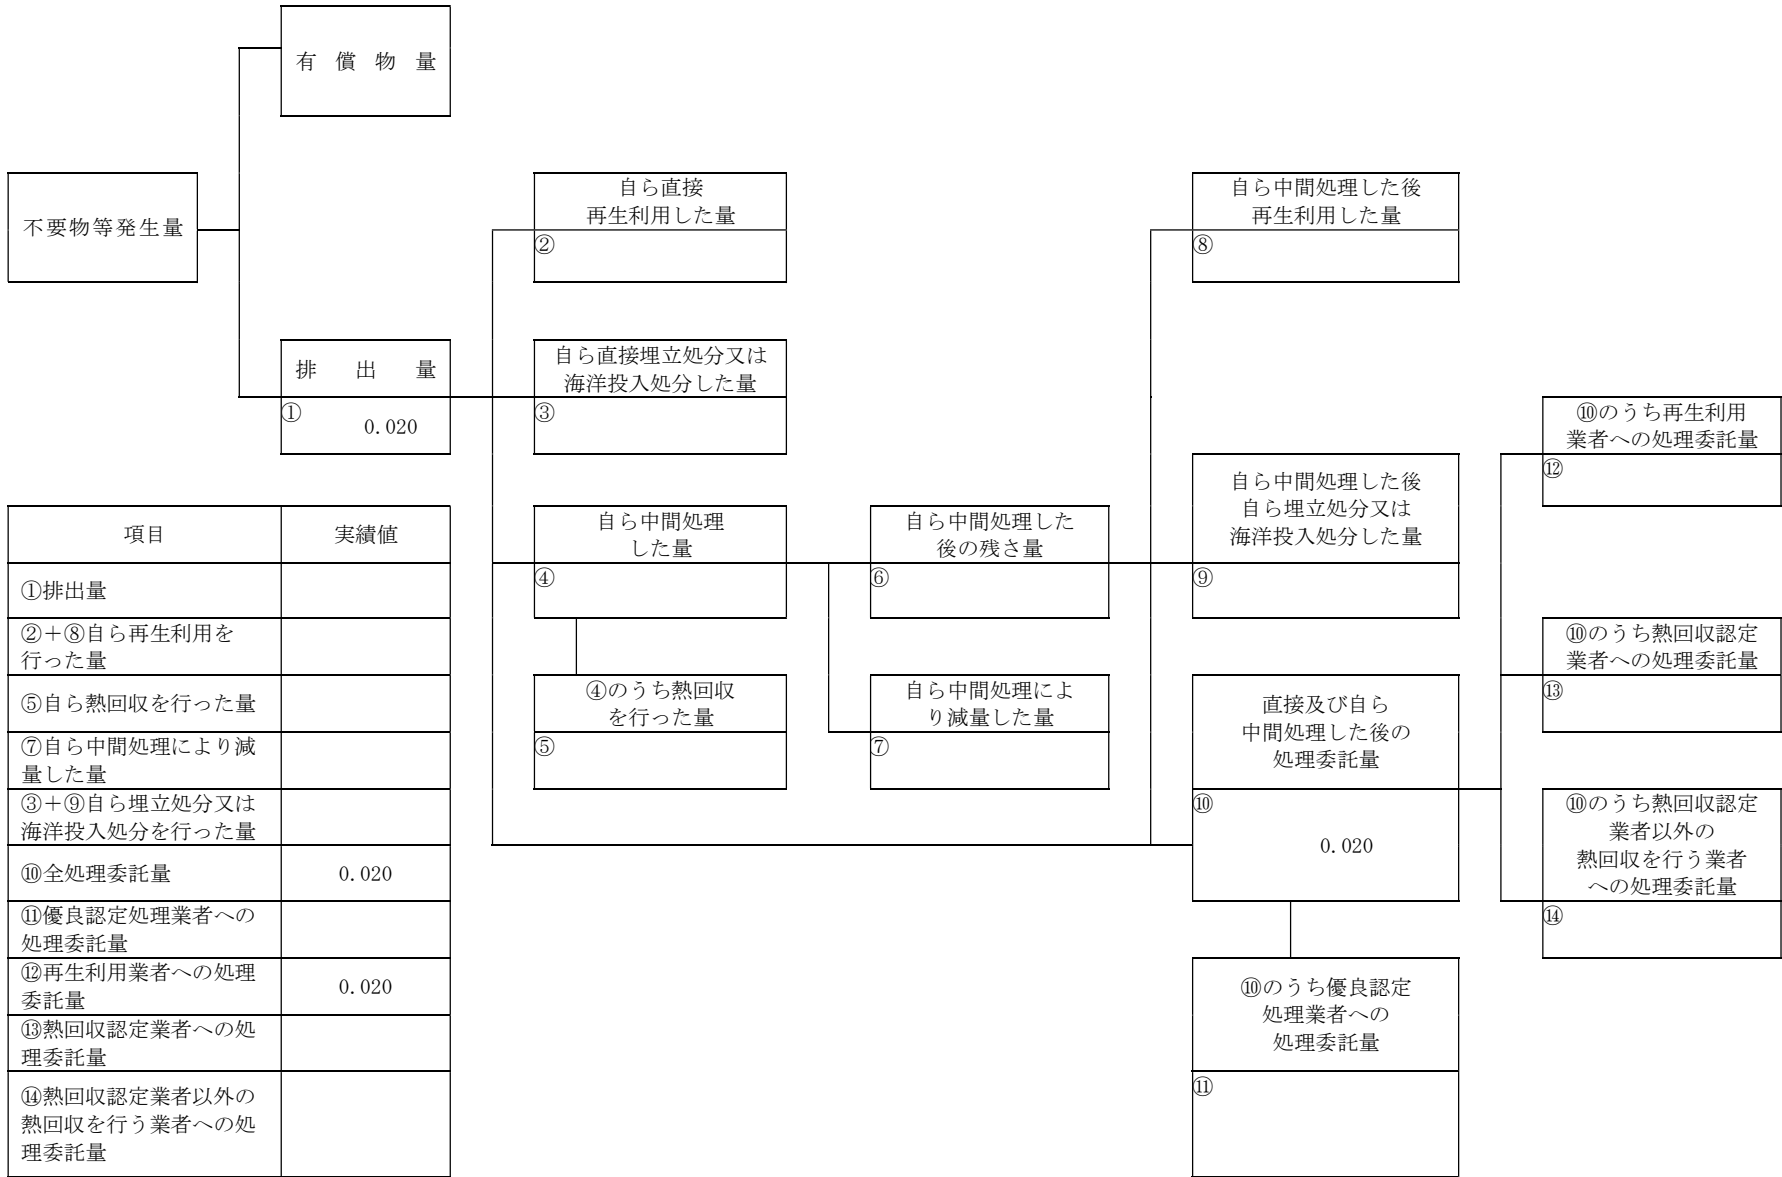 有償物量
不要物等発生量
自ら直接
再生利用した量
②
自ら中間処理した後
再生利用した量
⑧
排出量
①
0.020
自ら直接埋立処分又は
海洋投入処分した量
③
⑩のうち再生利用
業者への処理委託量
⑫
自ら中間処理した後
自ら埋立処分又は
海洋投入処分した量
⑨
自ら中間処理
した量
④
自ら中間処理した
後の残さ量
⑥
⑩のうち熱回収認定
業者への処理委託量
⑬
④のうち熱回収
を行った量
⑤
自ら中間処理によ
り減量した量
⑦
直接及び自ら
中間処理した後の
処理委託量
⑩
0.020
⑩のうち熱回収認定
業者以外の
熱回収を行う業者
への処理委託量
⑭
⑩のうち優良認定
処理業者への
処理委託量
⑪
項目 実績値
①排出量
②+⑧自ら再生利用を
行った量
⑤自ら熱回収を行った量
⑦自ら中間処理により減
量した量
③+⑨自ら埋立処分又は
海洋投入処分を行った量
⑩全処理委託量 0.020
⑪優良認定処理業者への
処理委託量
⑫再生利用業者への処理
委託量 0.020
⑬熱回収認定業者への処
理委託量
⑭熱回収認定業者以外の
熱回収を行う業者への処
理委託量